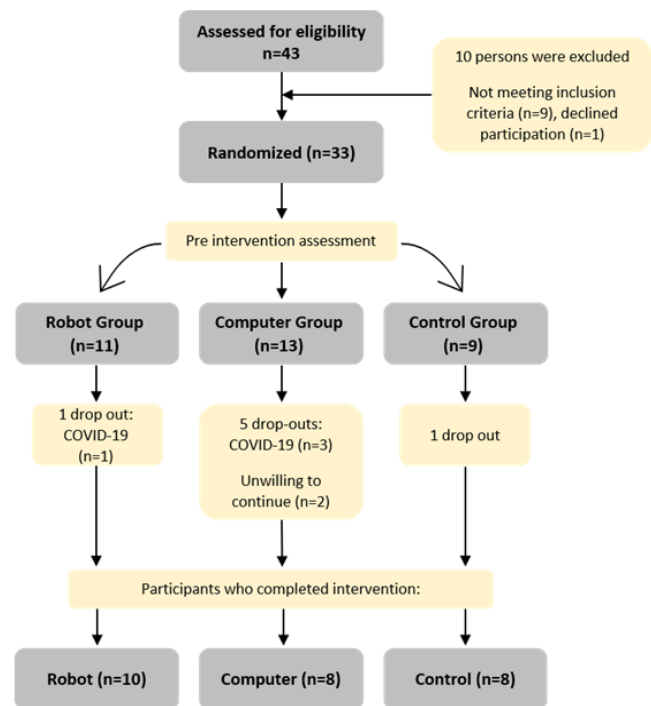 Assessed for eligibility
n=43
10 persons were excluded
Not meeting inclusion
criteria (n=9), declined
participation (n=1)
Randomized (n=33)
Pre intervention assessment
Robot Group
(n=11)
Computer Group
(n=13)
Control Group
(n=9)
1 drop out:
COVID-19
(n=1)
5 drop-outs:
COVID-19 (n=3)
Unwilling to
continue (n=2)
1 drop out
Participants who completed intervention:
Robot (n=10)
Computer (n=8)
Control (n=8)